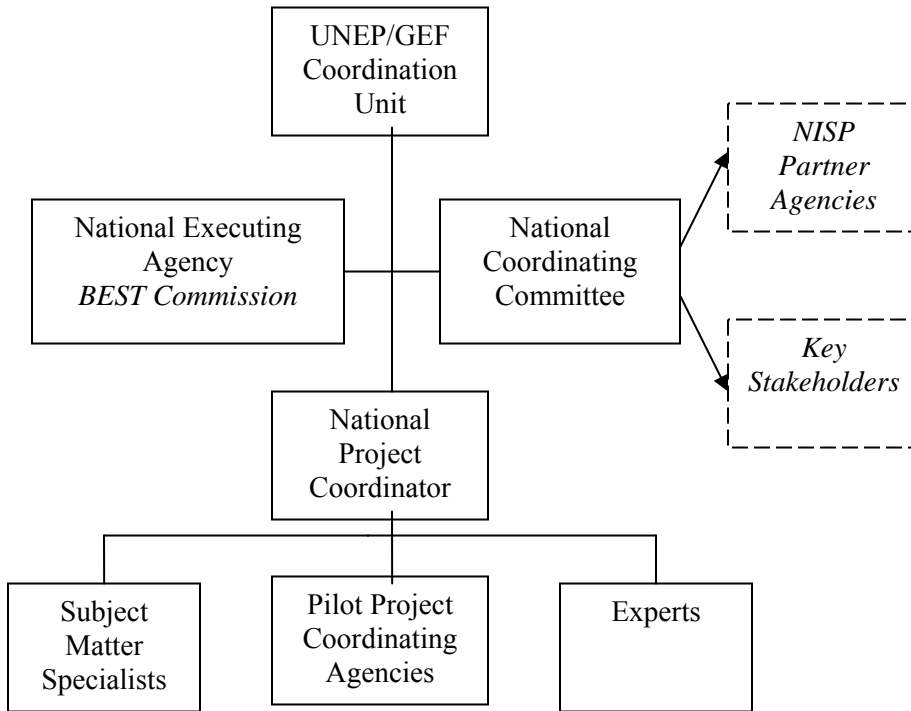 UNEP/GEF
Coordination
Unit
NISP
Partner
Agencies
National Executing
Agency
BEST Commission
National
Coordinating
Committee
Key
Stakeholders
National
Project
Coordinator
Subject
Matter
Specialists
Pilot Project
Coordinating
Agencies
Experts